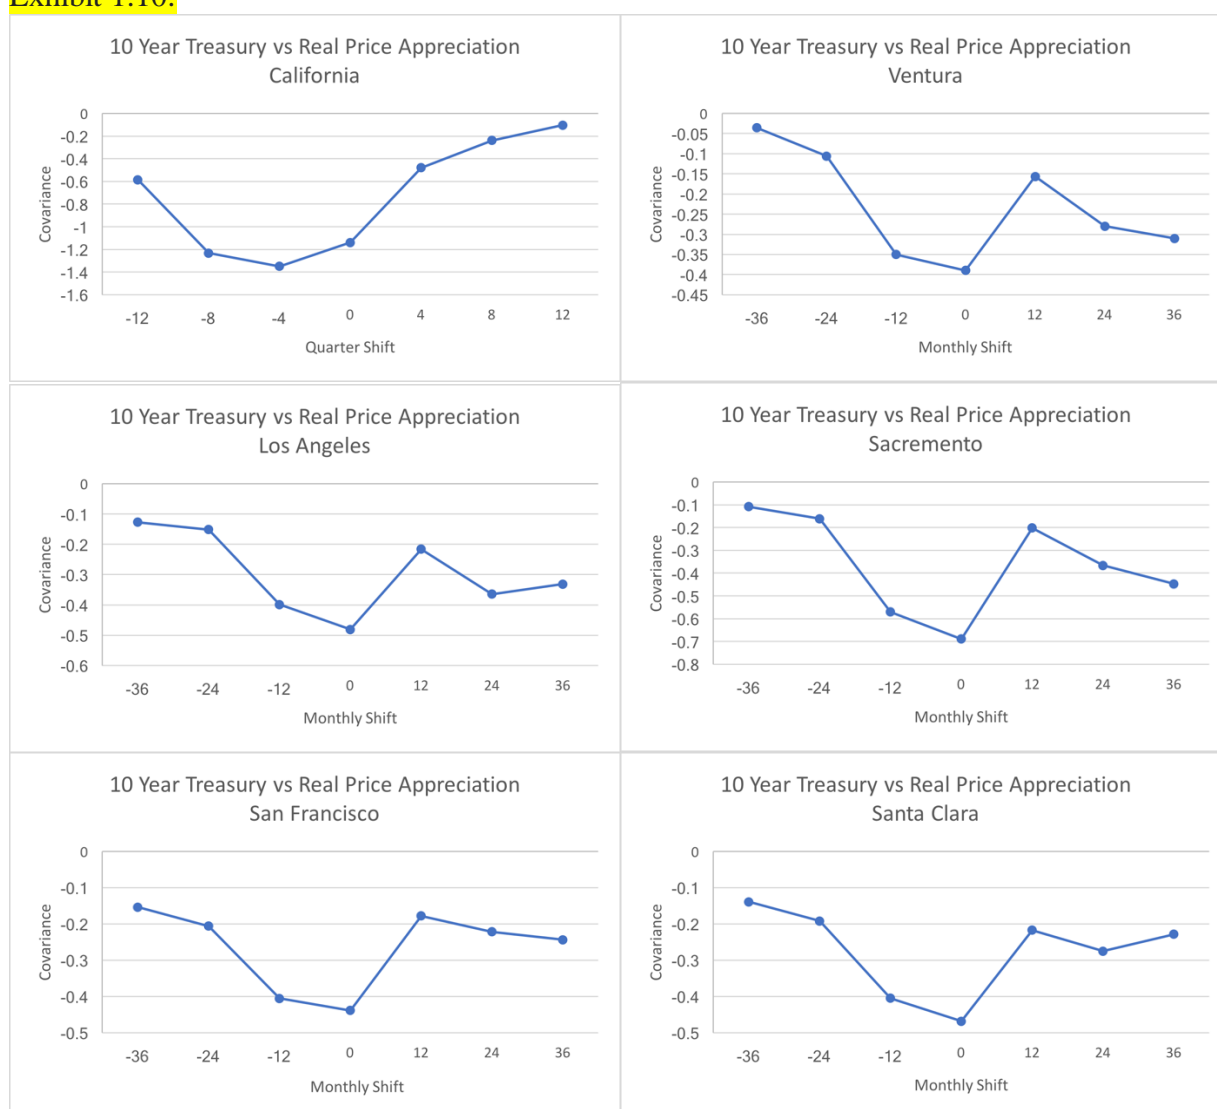 Exhibit 1.10:
10 Year Treasury vs Real Price Appreciation
California
0
-0.2
-0.4
-0.6
-0.8
-1
-1.2
-1.4
-1.6
Covariance
-12 -8 -4 0 4 8 12
Quarter Shift
10 Year Treasury vs Real Price Appreciation
Ventura
0
-0.05
-0.1
-0.15
-0.2
-0.25
-0.3
-0.35
-0.4
-0.45
Covariance
-36 -24 -12 0 12 24 36
Monthly Shift
10 Year Treasury vs Real Price Appreciation
Los Angeles
0
-0.1
-0.2
-0.3
-0.4
-0.5
-0.6
Covariance
-36 -24 -12 0 12 24 36
Monthly Shift
10 Year Treasury vs Real Price Appreciation
Sacremento
0
-0.1
-0.2
-0.3
-0.4
-0.5
-0.6
-0.7
-0.8
Covariance
-36 -24 -12 0 12 24 36
Monthly Shift
10 Year Treasury vs Real Price Appreciation
San Francisco
0
-0.1
-0.2
-0.3
-0.4
-0.5
Covariance
-36 -24 -12 0 12 24 36
Monthly Shift
10 Year Treasury vs Real Price Appreciation
Santa Clara
0
-0.1
-0.2
-0.3
-0.4
-0.5
Covariance
-36 -24 -12 0 12 24 36
Monthly Shift